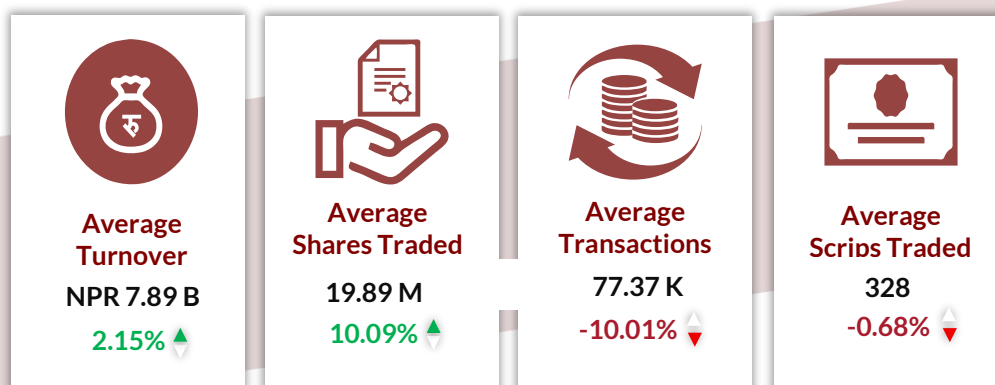 रु
Average
Turnover
NPR 7.89 B
2.15%
Average
Shares Traded
19.89 M
10.09%
Average
Transactions
77.37 K
-10.01%
Average
Scrips Traded
328
-0.68%